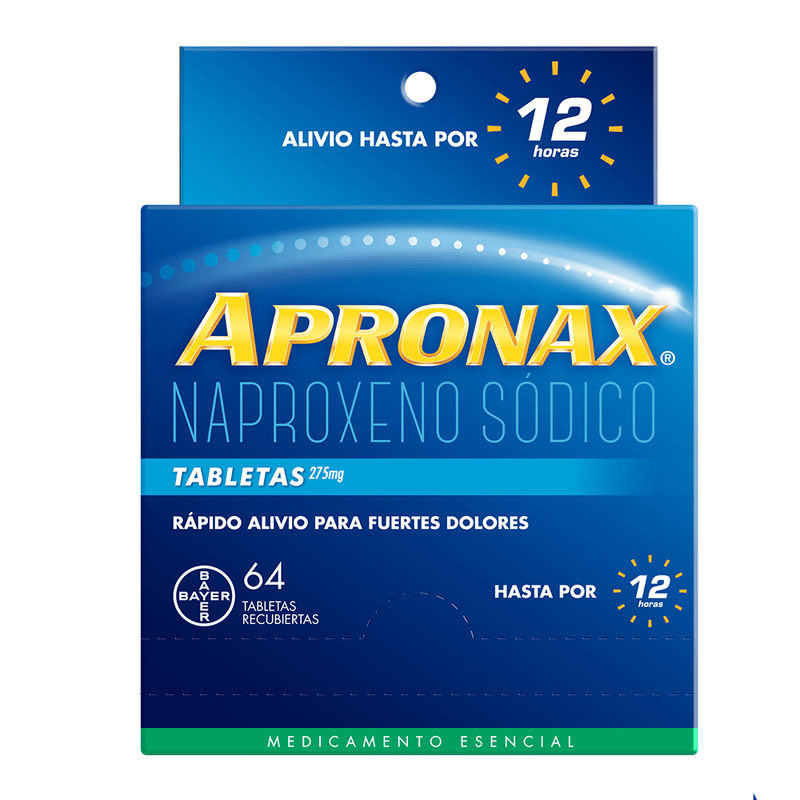 ALIVIO HASTA POR 12
horas
APRONAX®
NAPROXENO SÓDICO
TABLETAS 275mg
RÁPIDO ALIVIO PARA FUERTES DOLORES
BAYER
BAYER
64
TABLETAS
RECUBIERTAS
HASTA POR 12
horas
MEDICAMENTO ESENCIAL